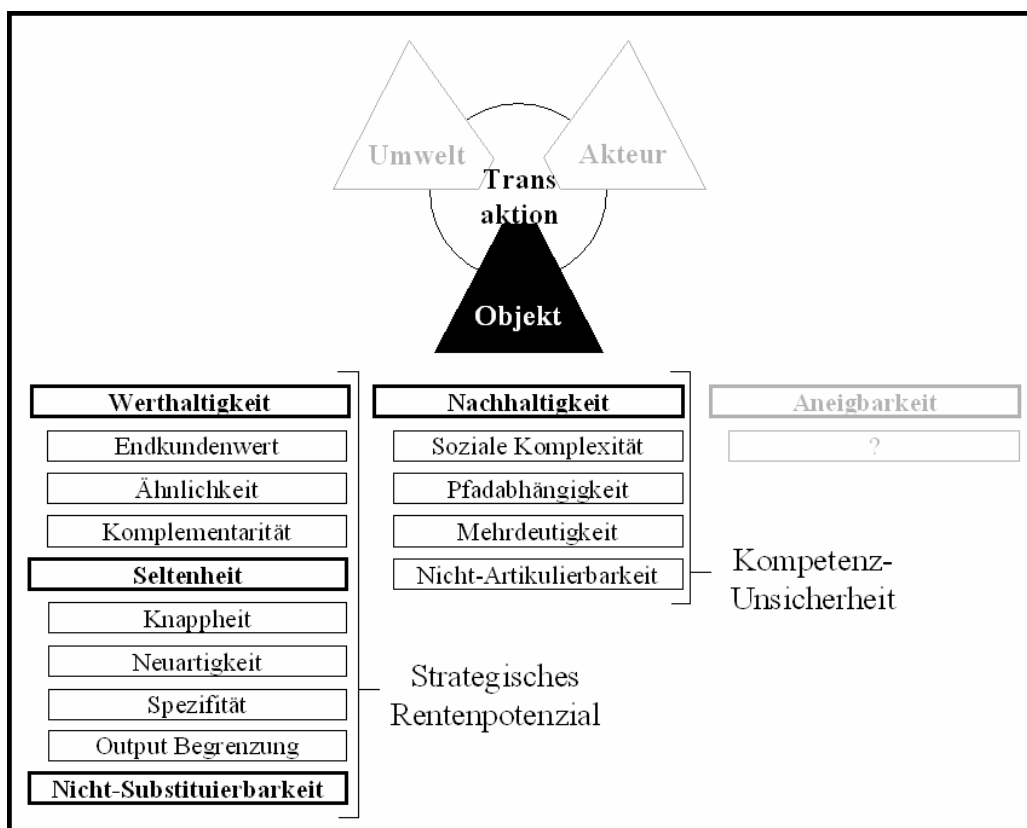 Umwelt
Akteur
Trans
aktion
Objekt
Werthaltigkeit
Endkundenwert
Ähnlichkeit
Komplementarität
Seltenheit
Knappheit
Neuartigkeit
Spezifität
Output Begrenzung
Nicht-Substituierbarkeit
Strategisches
Rentenpotenzial
Nachhaltigkeit
Soziale Komplexität
Pfadabhängigkeit
Mehrdeutigkeit
Nicht-Artikulierbarkeit
Kompetenz-
Unsicherheit
Aneigbarkeit
?